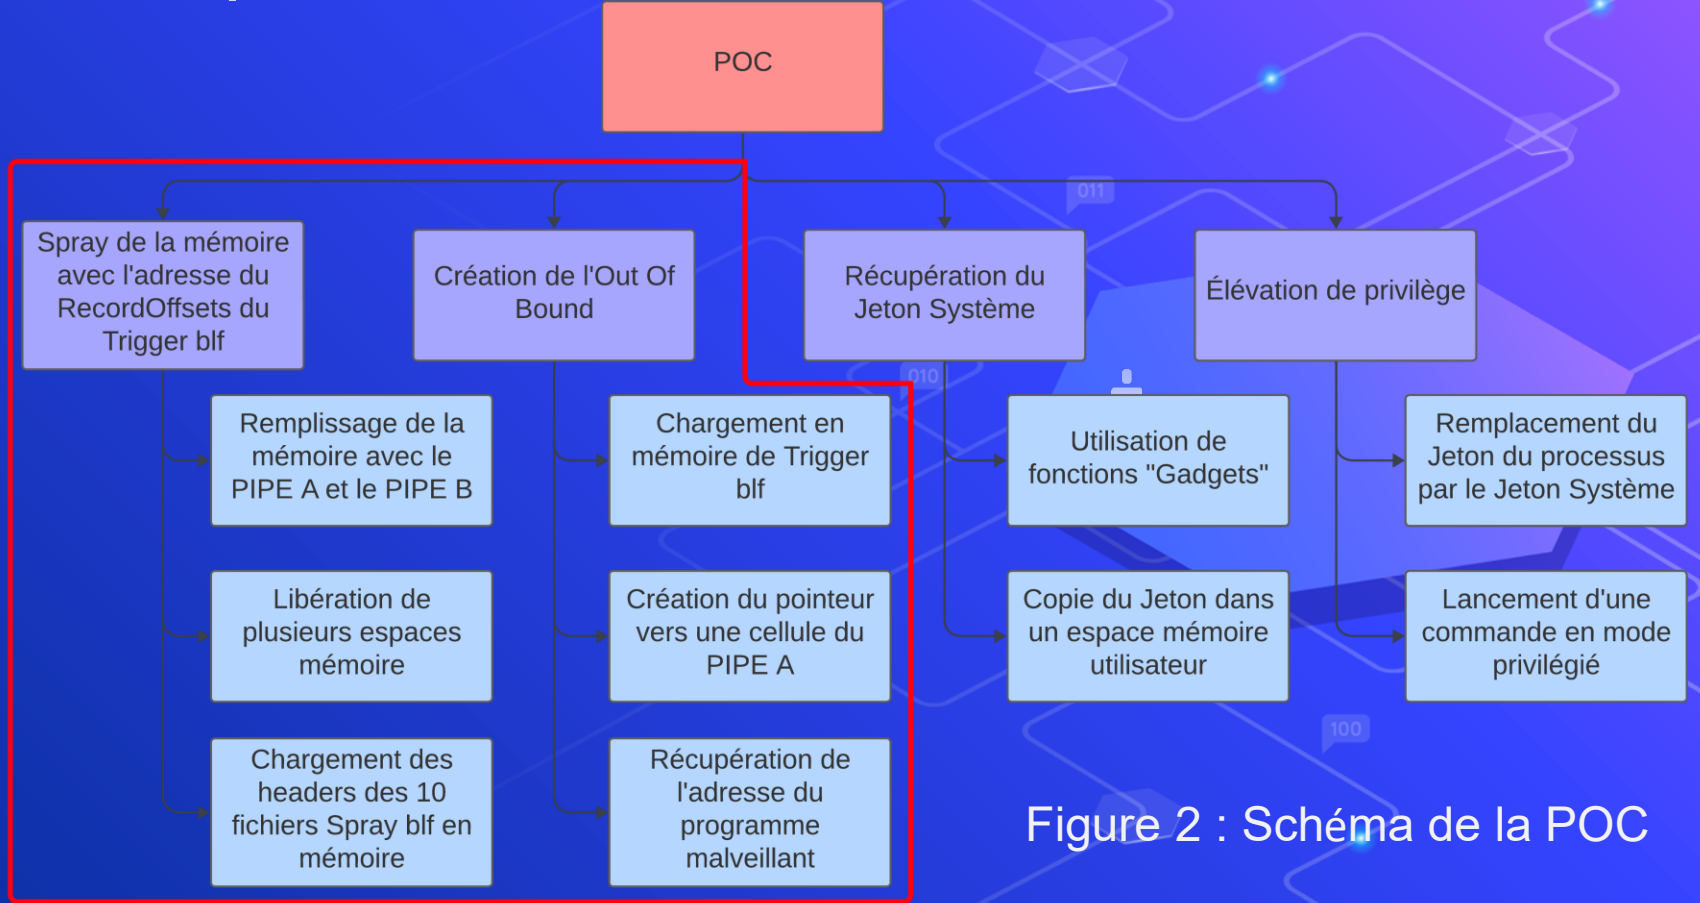 POC
Spray de la mémoire
avec l'adresse du
RecordOffsets du
Trigger blf
Création de l'Out Of
Bound
Récupération du
Jeton Système
Élévation de privilège
Remplissage de la
mémoire avec le
PIPE A et le PIPE B
Chargement en
mémoire de Trigger
blf
Utilisation de
fonctions "Gadgets"
Remplacement du
Jeton du processus
par le Jeton Système
Libération de
plusieurs espaces
mémoire
Création du pointeur
vers une cellule du
PIPE A
Copie du Jeton dans
un espace mémoire
utilisateur
Lancement d'une
commande en mode
privilégié
Chargement des
headers des 10
fichiers Spray blf en
mémoire
Récupération de
l'adresse du
programme
malveillant
Figure 2 : Schéma de la POC
011
010
100